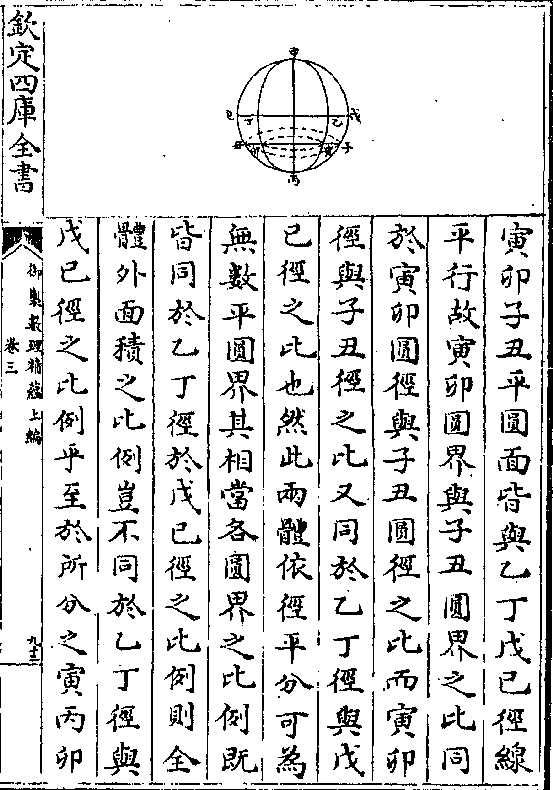 寅卯子丑平圓面皆與乙丁戊已徑線
平行故寅卯圓界與子丑圓界之比同
於寅卯圓徑與子丑圓徑之比而寅卯
徑與子丑徑之比又同於乙丁徑與戊
已徑之比也然此兩體依徑平分可為
無數平圓界其相當各圓界之比例既
皆同於乙丁徑於戊已徑之比例則全
體外面積之比例豈不同於乙丁徑與
戊已徑之比例乎至於所分之寅丙卯
欽定四庫全書
御製數理精蘊上編
卷三
九十三
甲
戊
乙
丁
已
子
寅
卯
丑
丙